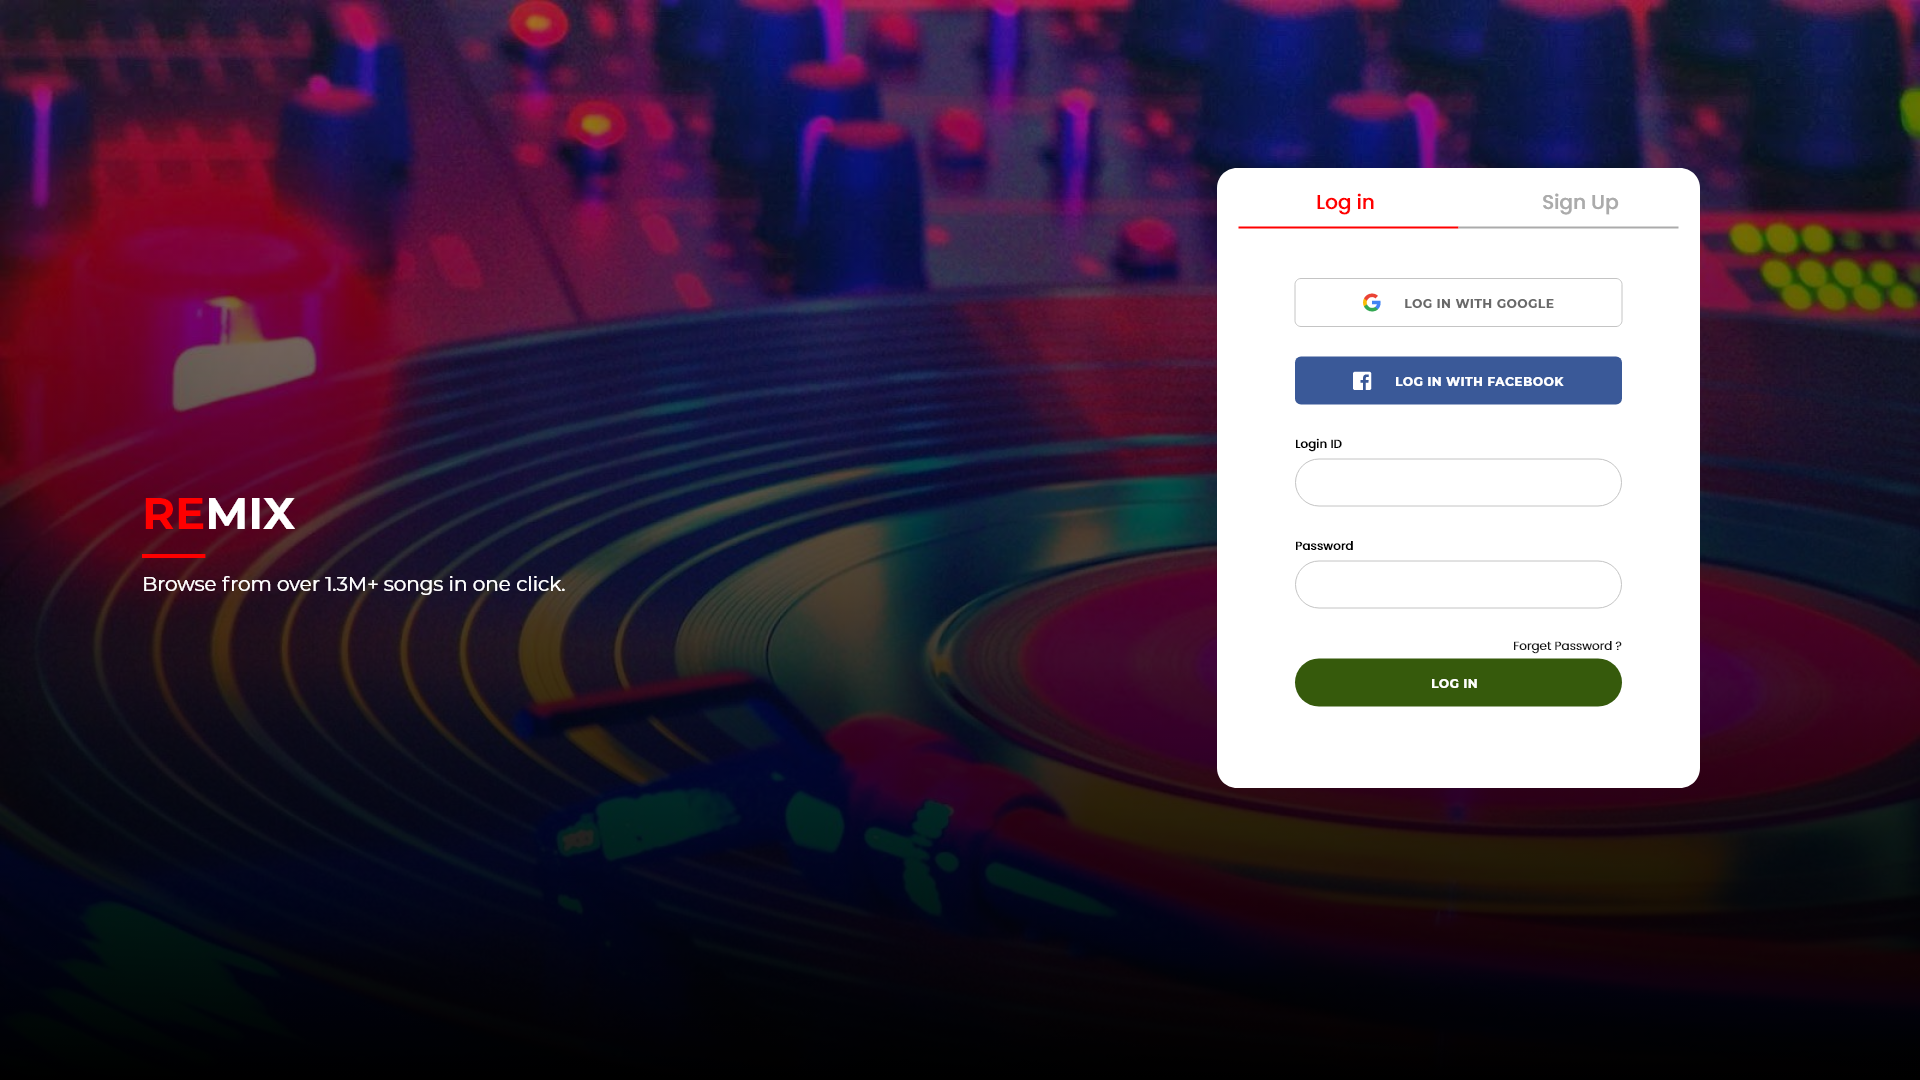 REMIX
Browse from over 1.3M+ songs in one click.
Log in
Sign Up
LOG IN WITH GOOGLE
LOG IN WITH FACEBOOK
Login ID
Password
Forget Password ?
LOG IN